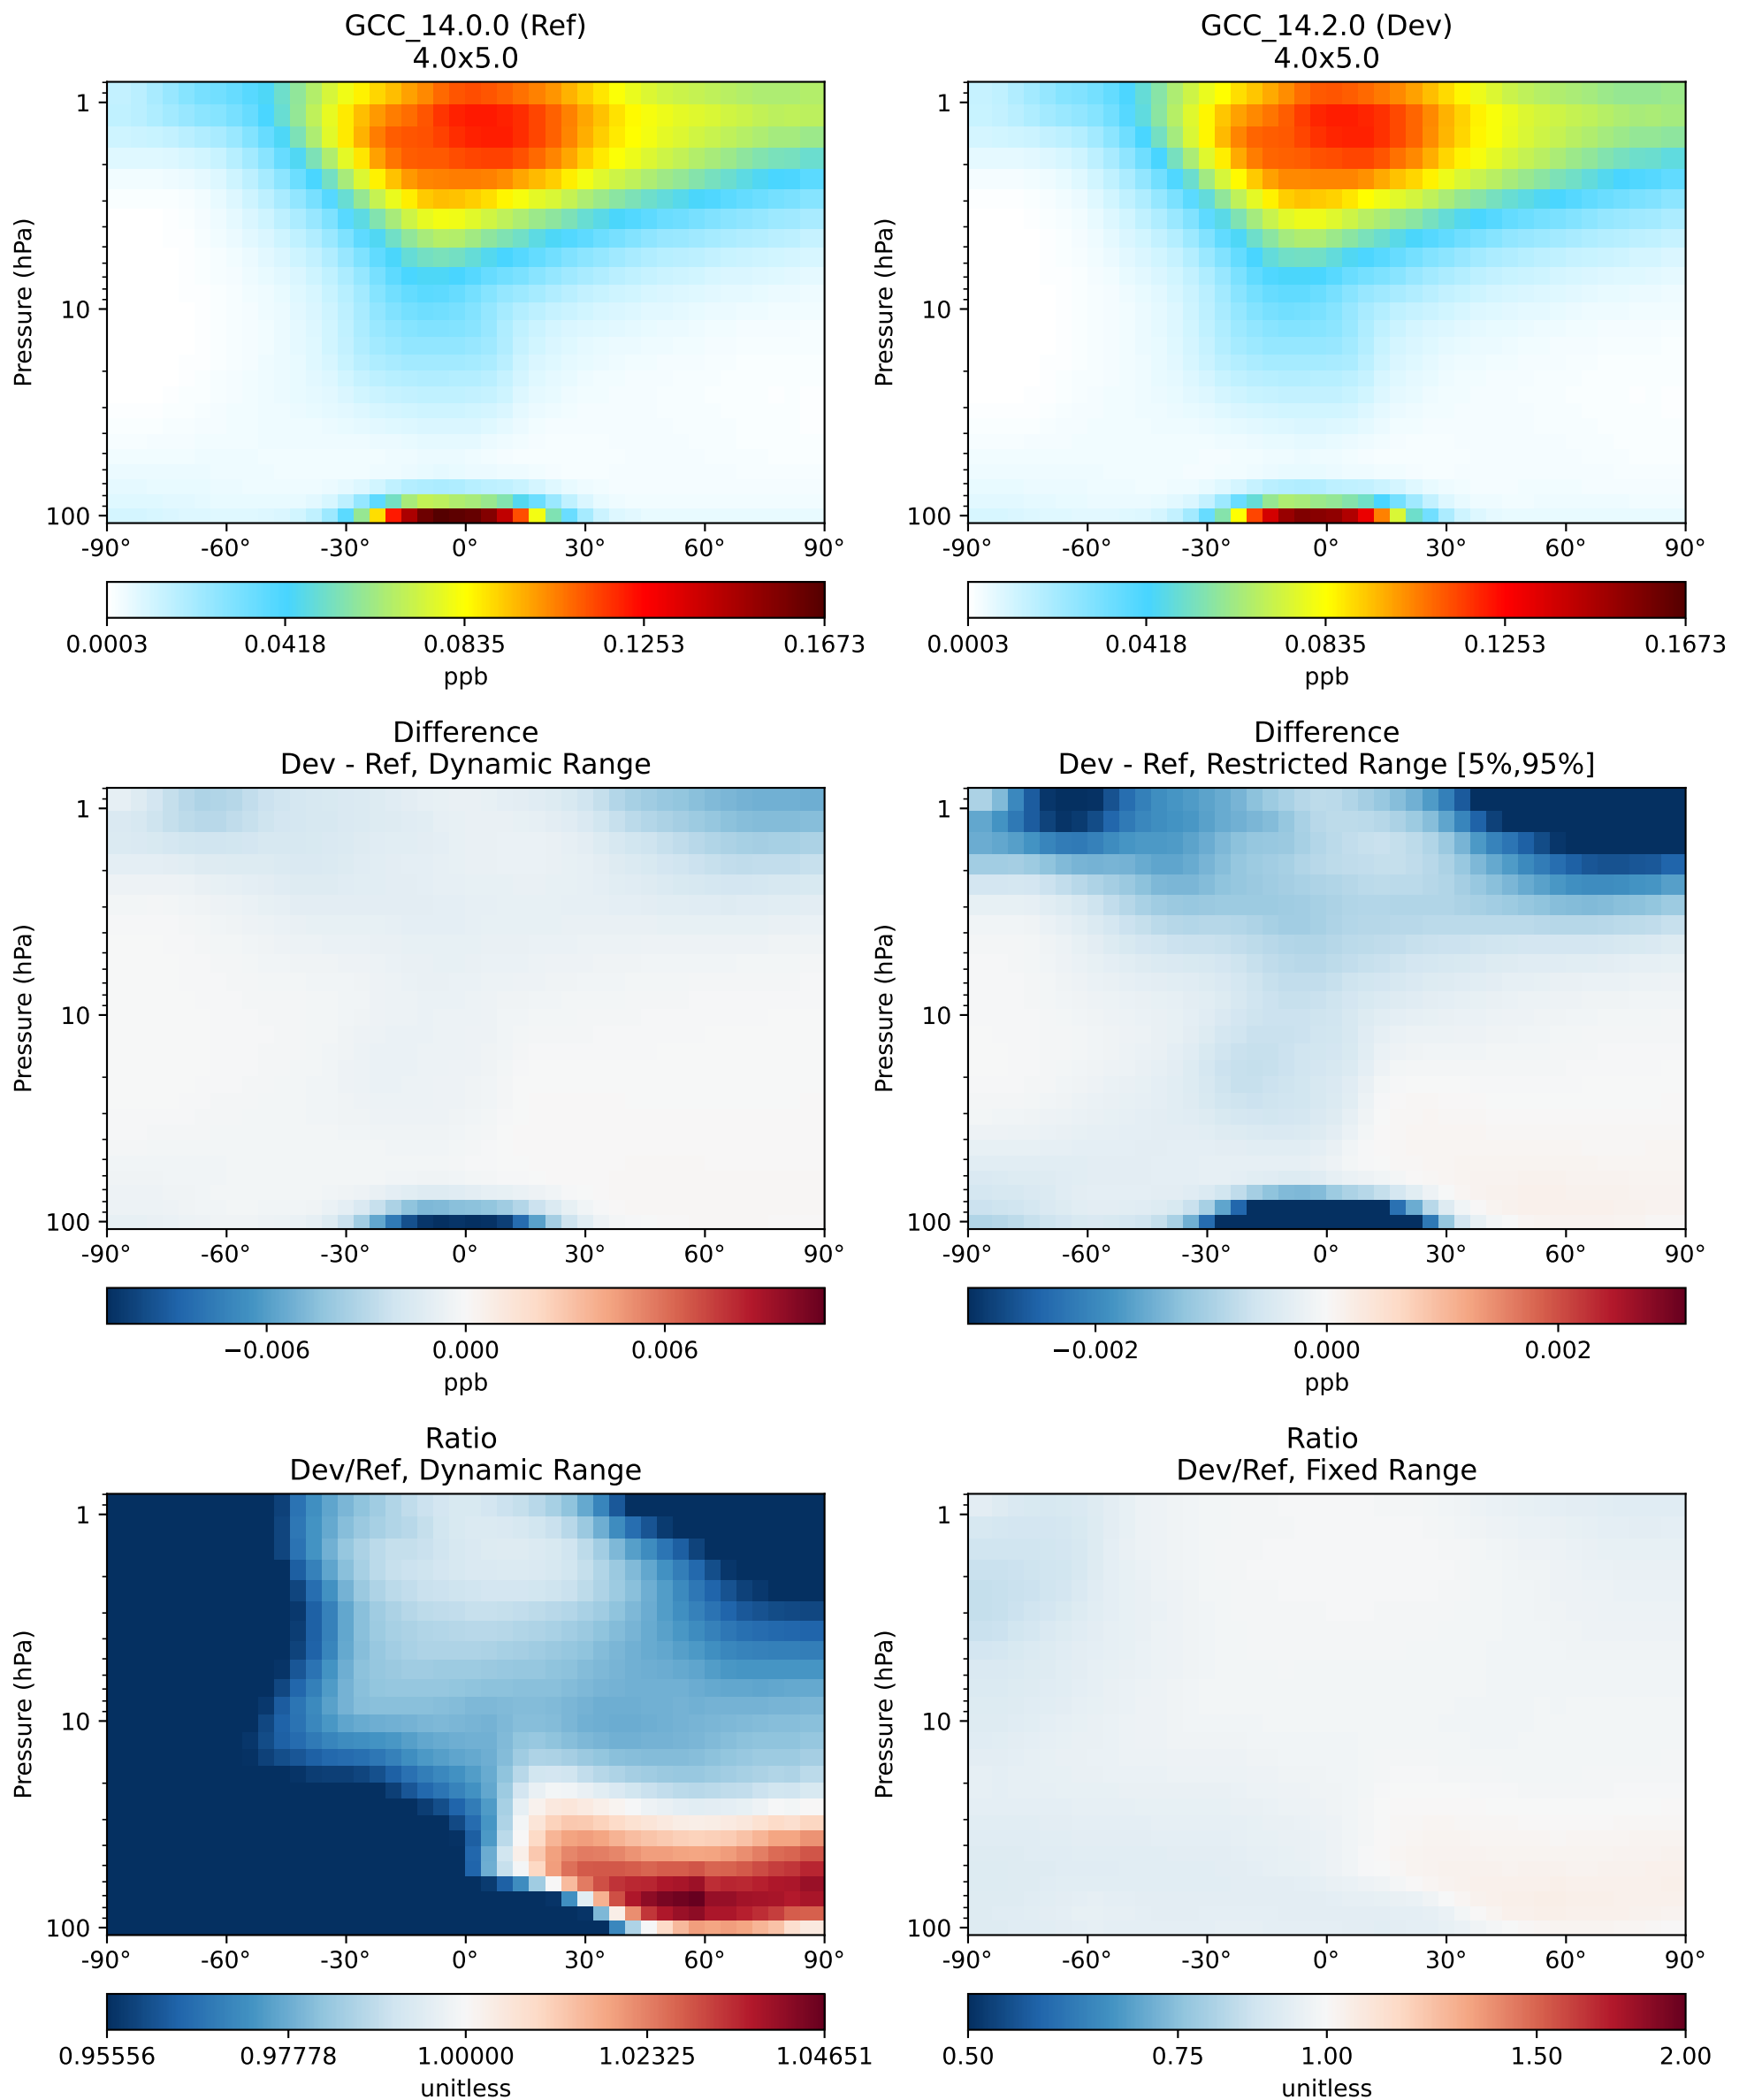 GCC_14.0.0 (Ref)
4.0x5.0
GCC_14.2.0 (Dev)
4.0x5.0
Pressure (hPa)
1
10
100
-90° -60° -30° 0° 30° 60° 90°
0.0003 0.0418 0.0835 0.1253 0.1673
ppb
Pressure (hPa)
1
10
100
-90° -60° -30° 0° 30° 60° 90°
0.0003 0.0418 0.0835 0.1253 0.1673
ppb
Difference
Dev - Ref, Dynamic Range
Pressure (hPa)
1
10
100
-90° -60° -30° 0° 30° 60° 90°
−0.006 0.000 0.006
ppb
Difference
Dev - Ref, Restricted Range [5%,95%]
Pressure (hPa)
1
10
100
-90° -60° -30° 0° 30° 60° 90°
−0.002 0.000 0.002
ppb
Ratio
Dev/Ref, Dynamic Range
Pressure (hPa)
1
10
100
-90° -60° -30° 0° 30° 60° 90°
0.95556 0.97778 1.00000 1.02325 1.04651
unitless
Ratio
Dev/Ref, Fixed Range
Pressure (hPa)
1
10
100
-90° -60° -30° 0° 30° 60° 90°
0.50 0.75 1.00 1.50 2.00
unitless